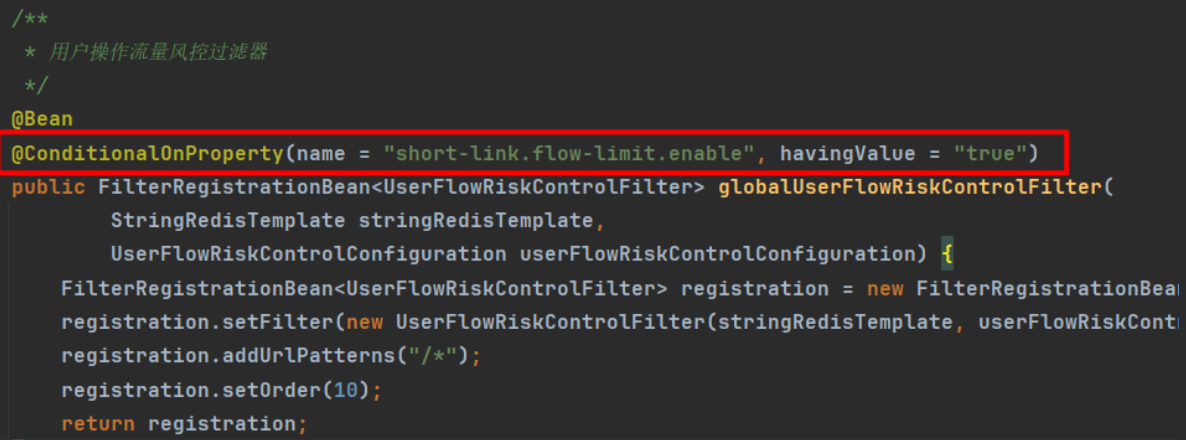 /**
* 用户操作流量风控过滤器
*/
@Bean
@ConditionalOnProperty(name = "short-link.flow-limit.enable", havingValue = "true")
public FilterRegistrationBean<UserFlowRiskControlFilter> globalUserFlowRiskControlFilter(
StringRedisTemplate stringRedisTemplate,
UserFlowRiskControlConfiguration userFlowRiskControlConfiguration) {
FilterRegistrationBean<UserFlowRiskControlFilter> registration = new FilterRegistrationBea
registration.setFilter(new UserFlowRiskControlFilter(stringRedisTemplate, userFlowRiskCont
registration.addUrlPatterns("/*");
registration.setOrder(10);
return registration;